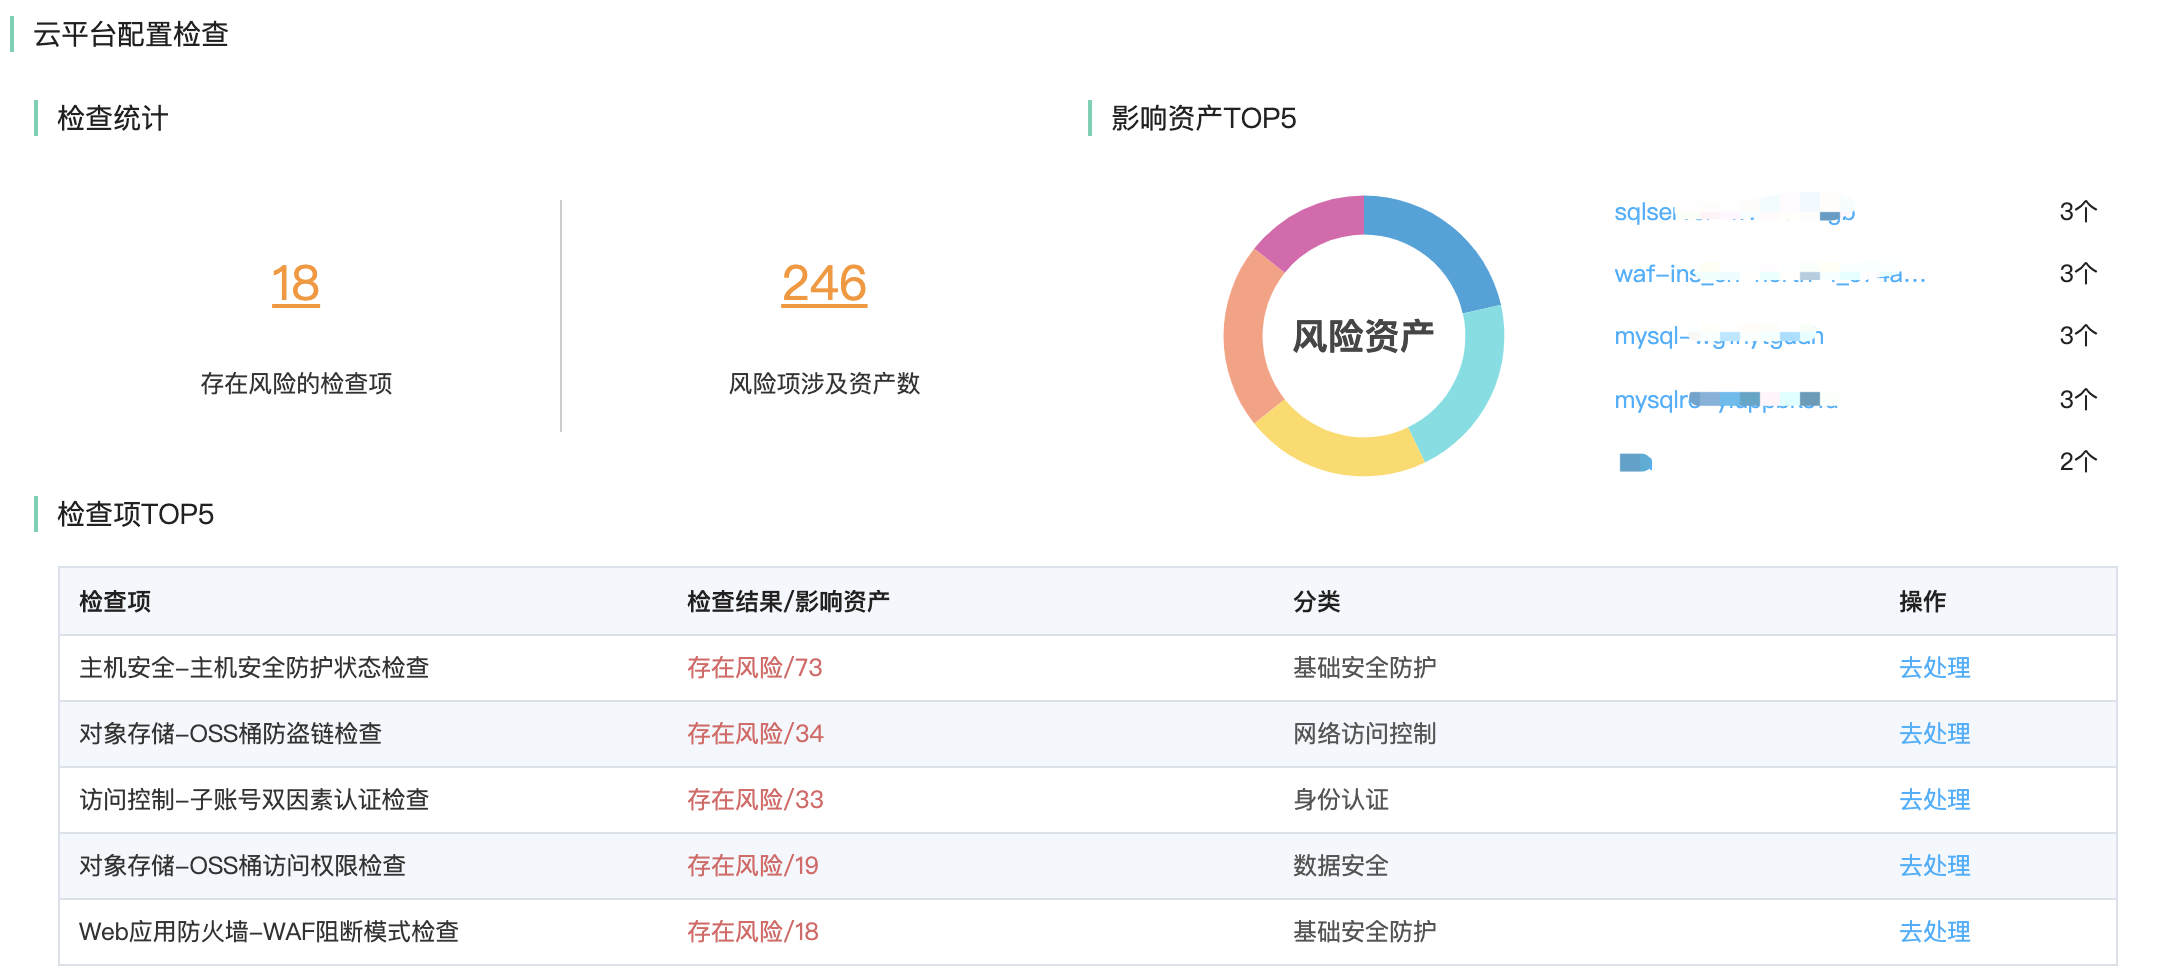 云平台配置检查
检查统计
18
存在风险的检查项
246
风险项涉及资产数
影响资产TOP5
风险资产
3个
waf-ins_
3个
mysql-
3个
3个
2个
检查项TOP5
检查项 检查结果/影响资产 分类 操作
主机安全-主机安全防护状态检查 存在风险/73 基础安全防护 去处理
对象存储-OSS桶防盗链检查 存在风险/34 网络访问控制 去处理
访问控制-子账号双因素认证检查 存在风险/33 身份认证 去处理
对象存储-OSS桶访问权限检查 存在风险/19 数据安全 去处理
Web应用防火墙-WAF阻断模式检查 存在风险/18 基础安全防护 去处理